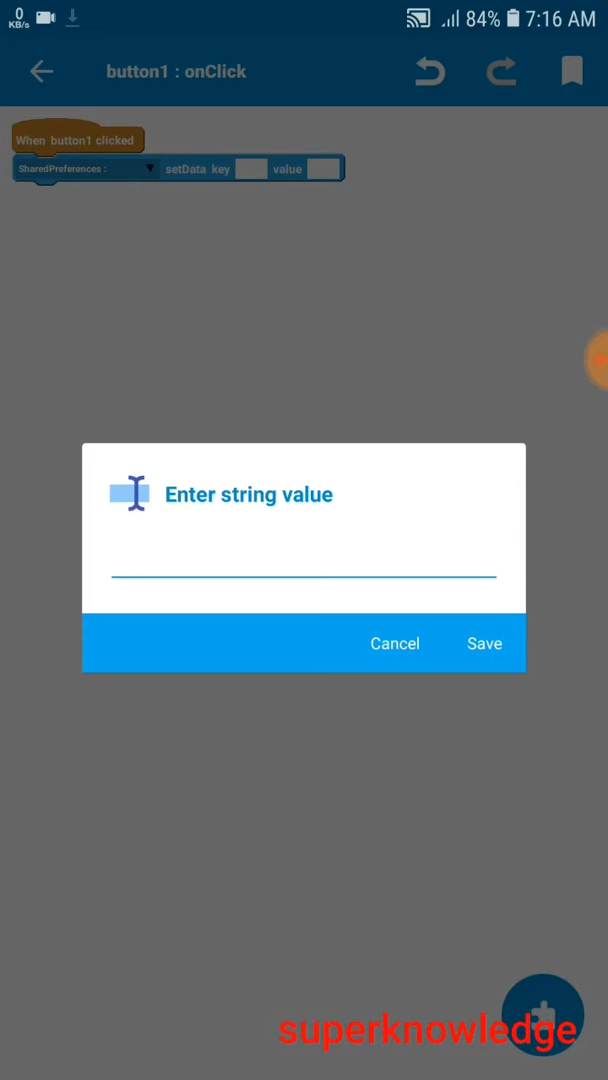 0 KB/s 84% 7:16 AM
button1 : onClick
When button1 clicked
SharedPreferences : setData key value
Enter string value
Cancel Save
superknowledge